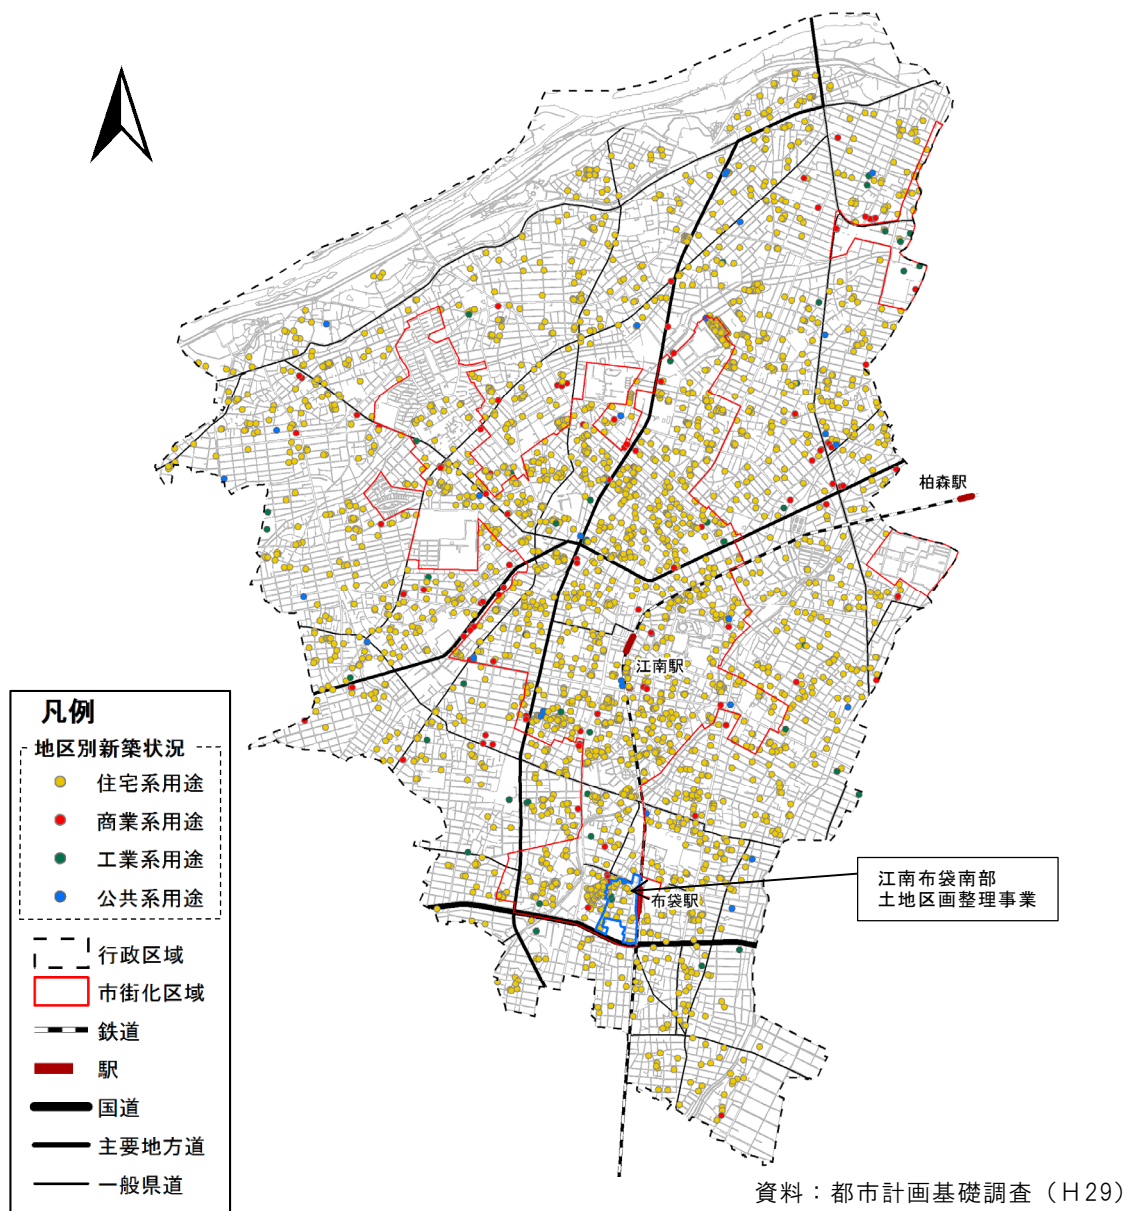 柏森駅
江南駅
布袋駅
江南布袋南部
土地区画整理事業
凡例
地区別新築状況
住宅系用途
商業系用途
工業系用途
公共系用途
行政区域
市街化区域
鉄道
駅
国道
主要地方道
一般県道
資料：都市計画基礎調査（H29）